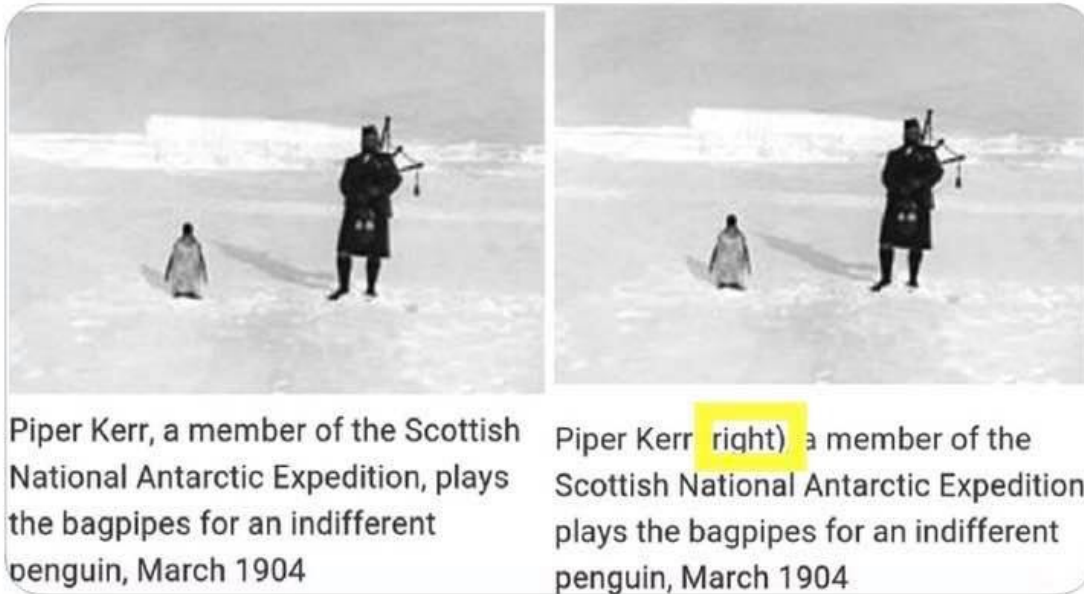 Piper Kerr, a member of the Scottish
National Antarctic Expedition, plays
the bagpipes for an indifferent
penguin, March 1904
Piper Kerr right) a member of the
Scottish National Antarctic Expedition
plays the bagpipes for an indifferent
penguin, March 1904